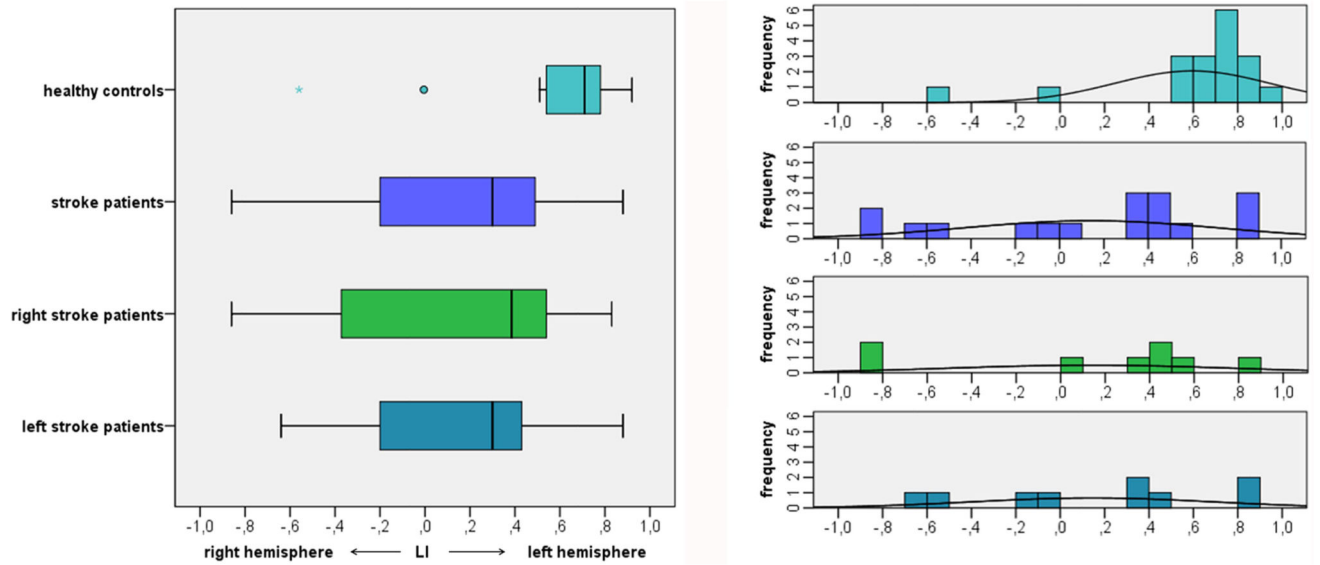 healthy controls
stroke patients
right stroke patients
left stroke patients
-1,0 -,8 -,6 -,4 -,2 ,0 ,2 ,4 ,6 ,8 1,0
right hemisphere ← LI → left hemisphere
frequency
6
5
4
3
2
1
0
-1,0 -,8 -,6 -,4 -,2 ,0 ,2 ,4 ,6 ,8 1,0
frequency
6
5
4
3
2
1
0
-1,0 -,8 -,6 -,4 -,2 ,0 ,2 ,4 ,6 ,8 1,0
frequency
6
5
4
3
2
1
0
-1,0 -,8 -,6 -,4 -,2 ,0 ,2 ,4 ,6 ,8 1,0
frequency
6
5
4
3
2
1
0
-1,0 -,8 -,6 -,4 -,2 ,0 ,2 ,4 ,6 ,8 1,0